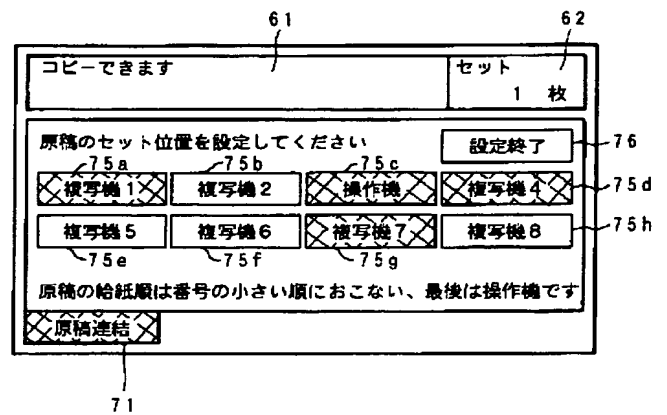 61
62
コピーできます
セット
1 枚
原稿のセット位置を設定してください
設定終了
76
75a 75b 75c
複写機1 複写機2 操作機 複写機4
75d
複写機5 複写機6 複写機7 複写機8
75h
75e 75f 75g
原稿の給紙順は番号の小さい順におこない、最後は操作機です
原稿連結
71